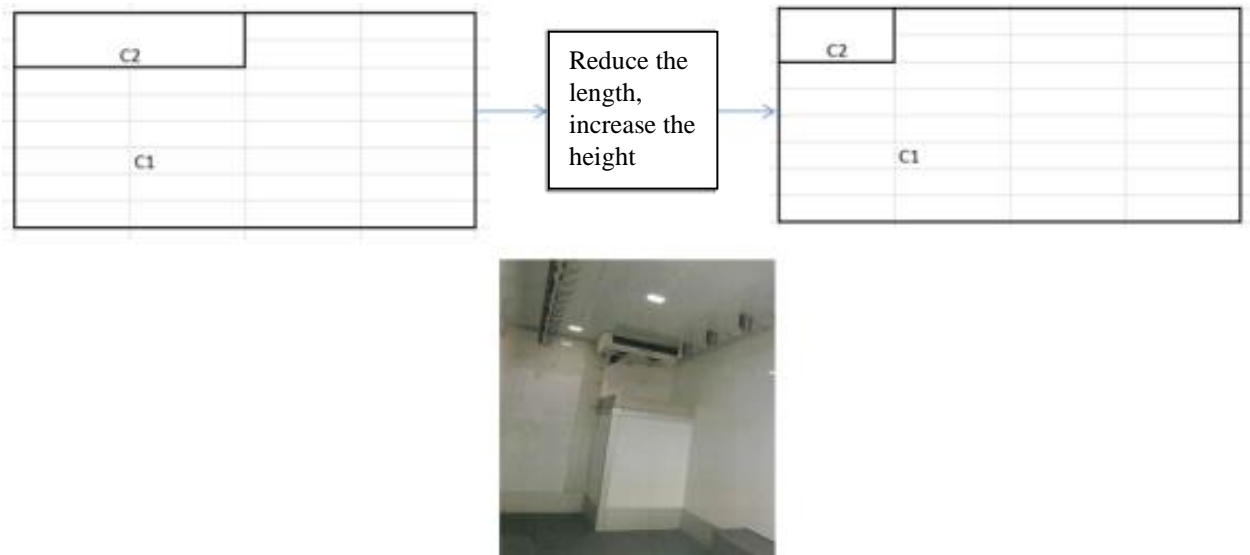 C2
C1
Reduce the
length,
increase the
height
C2
C1